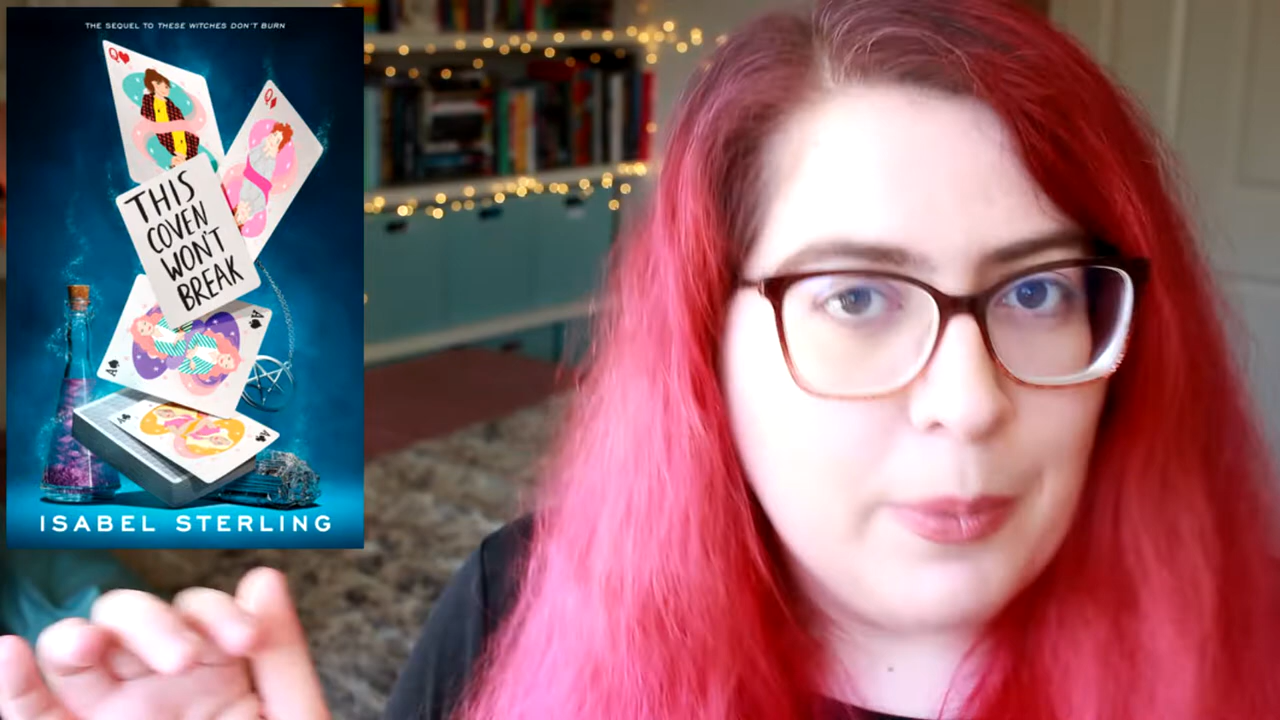 THE SEQUEL TO THESE WITCHES DON'T BURN
Q
Q
THIS
COVEN
WON'T
BREAK
A
A
A
A
ISABEL STERLING